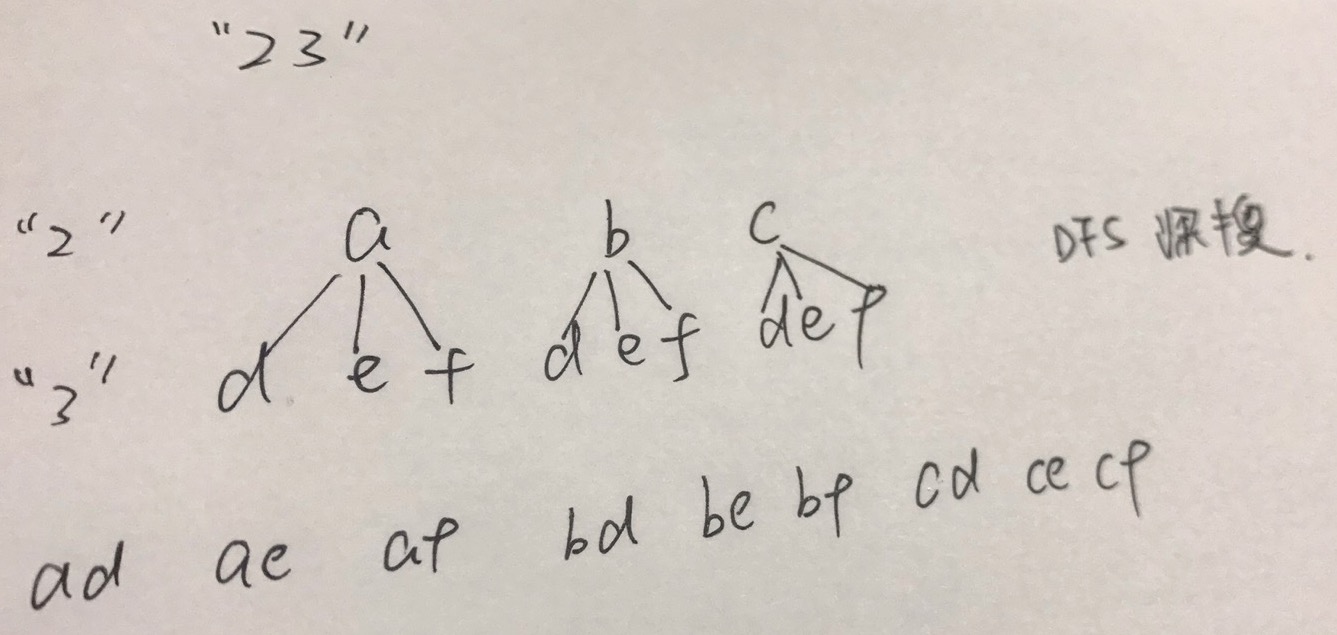 "23"
"2" a b c DFS 深搜.
"3" d e f d e f d e f
ad ae af bd be bf cd ce cf